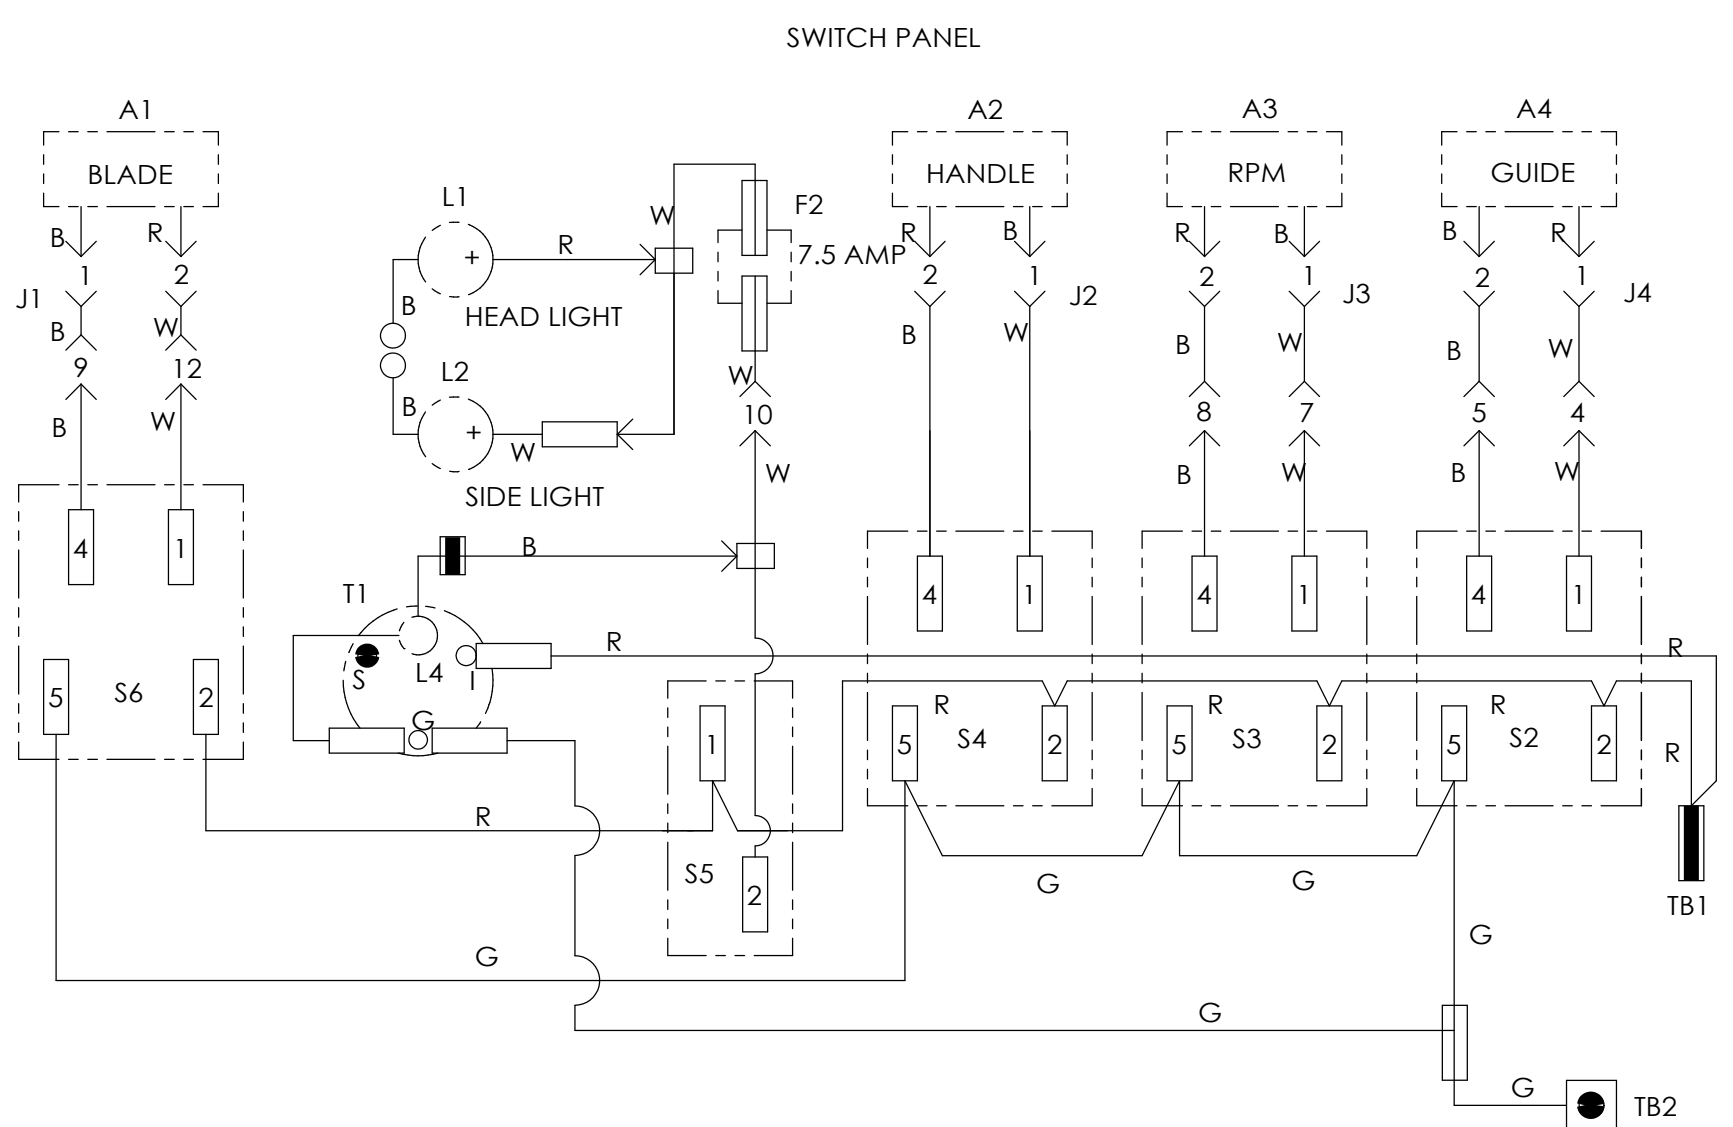 SWITCH PANEL
A1 A2 A3 A4
BLADE HANDLE RPM GUIDE
L1 W F2
B R R R B R B B R
7.5 AMP
1 2 + 2 1 2 1 2 1
J1 B HEAD LIGHT J2 J3 J4
B W B W B W B W
9 12 L2 W
B W B + W 10 8 7 5 4
SIDE LIGHT W B W B W
4 1 B
T1 4 1 4 1 4 1
R R
S L4 I
5 S6 2
G R R R
1 5 S4 2 5 S3 2 5 S2 2 R
R
S5 2 G G
TB1
G G
G
G TB2